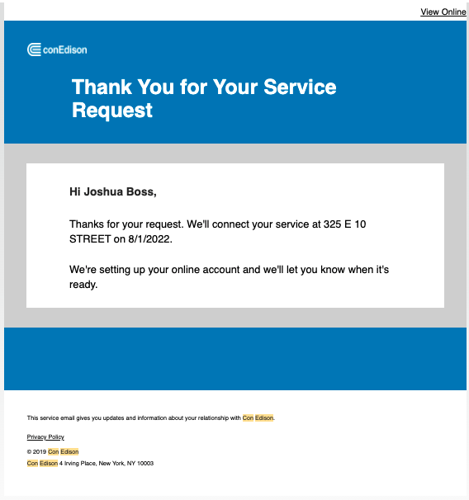 View Online
conEdison
Thank You for Your Service
Request
Hi Joshua Boss,
Thanks for your request. We'll connect your service at 325 E 10
STREET on 8/1/2022.
We're setting up your online account and we'll let you know when it's
ready.
This service email gives you updates and information about your relationship with Con Edison.
Privacy Policy
© 2019 Con Edison
Con Edison 4 Irving Place, New York, NY 10003